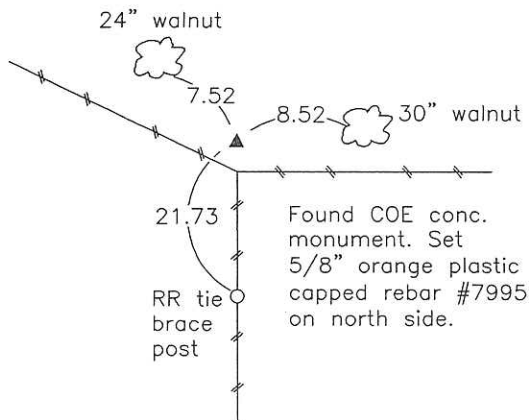 24" walnut
7.52
8.52
30" walnut
21.73
Found COE conc.
monument. Set
5/8" orange plastic
capped rebar #7995
on north side.
RR tie
brace
post